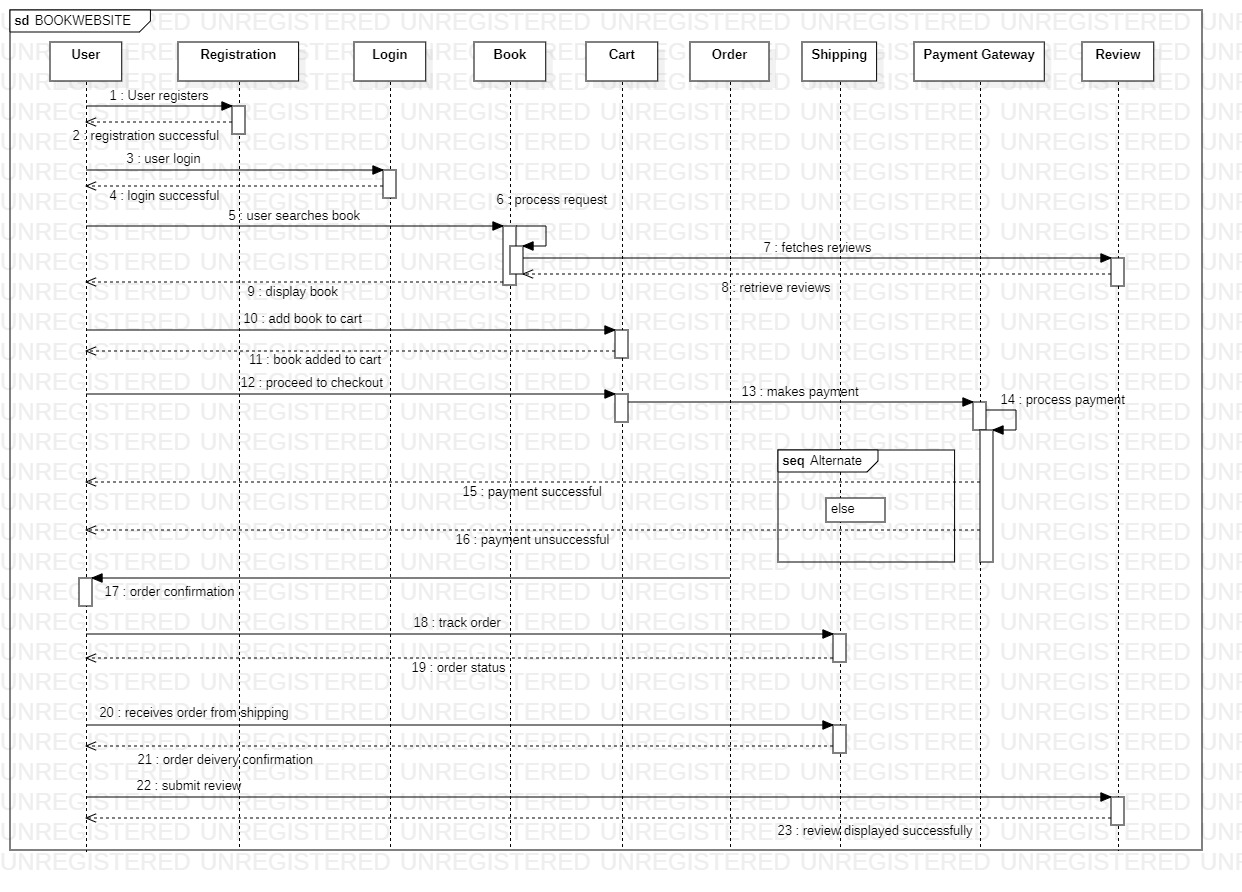 sd BOOKWEBSITE
User
Registration
Login
Book
Cart
Order
Shipping
Payment Gateway
Review
1 : User registers
2 : registration successful
3 : user login
4 : login successful
5 : user searches book
6 : process request
7 : fetches reviews
8 : retrieve reviews
9 : display book
10 : add book to cart
11 : book added to cart
12 : proceed to checkout
13 : makes payment
14 : process payment
seq Alternate
15 : payment successful
else
16 : payment unsuccessful
17 : order confirmation
18 : track order
19 : order status
20 : receives order from shipping
21 : order deivery confirmation
22 : submit review
23 : review displayed successfully
UNREGISTERED